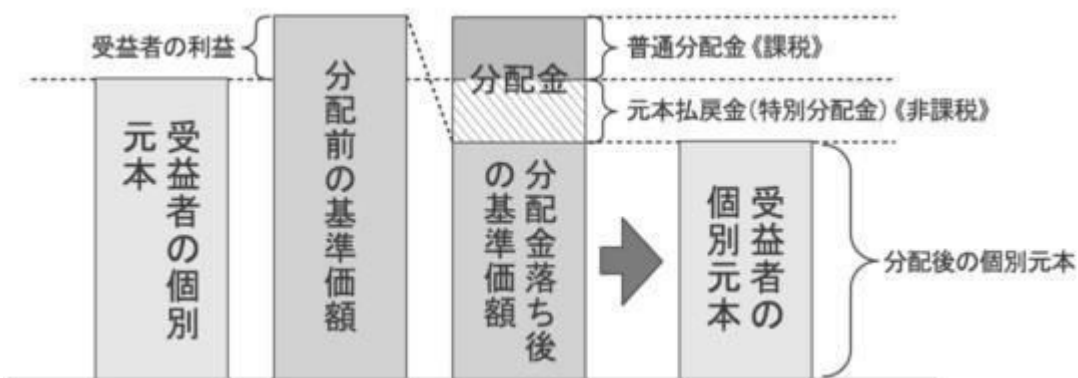 受益者の利益
受益者の個別
元本
分配前の基準価額
分配金
分配金落ち後
の基準価額
普通分配金《課税》
元本払戻金(特別分配金)《非課税》
受益者の
個別元本
分配後の個別元本